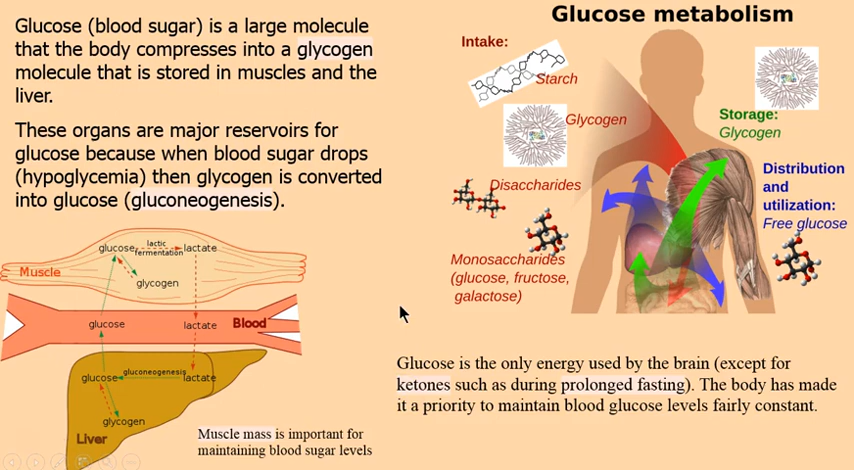 Glucose (blood sugar) is a large molecule
that the body compresses into a glycogen
molecule that is stored in muscles and the
liver.
These organs are major reservoirs for
glucose because when blood sugar drops
(hypoglycemia) then glycogen is converted
into glucose (gluconeogenesis).
Muscle
glucose
lactic
fermentation
lactate
glycogen
glucose
lactate
Blood
glucose
gluconeogenesis
lactate
glycogen
Liver
Muscle mass is important for
maintaining blood sugar levels
Glucose metabolism
Intake:
Starch
Glycogen
Disaccharides
Monosaccharides
(glucose, fructose,
galactose)
Storage:
Glycogen
Distribution
and
utilization:
Free glucose
Glucose is the only energy used by the brain (except for
ketones such as during prolonged fasting). The body has made
it a priority to maintain blood glucose levels fairly constant.